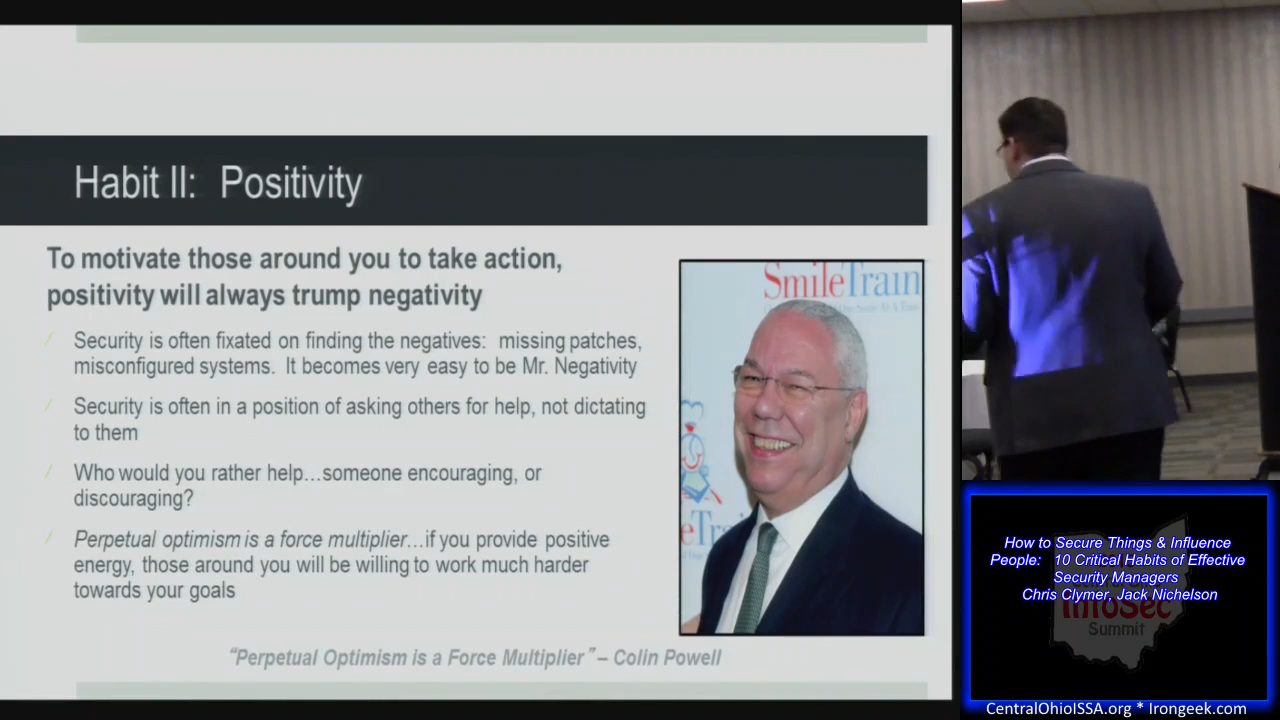 Habit II: Positivity
To motivate those around you to take action,
positivity will always trump negativity
Security is often fixated on finding the negatives: missing patches,
misconfigured systems. It becomes very easy to be Mr. Negativity
Security is often in a position of asking others for help, not dictating
to them
Who would you rather help…someone encouraging, or
discouraging?
Perpetual optimism is a force multiplier…if you provide positive
energy, those around you will be willing to work much harder
towards your goals
“Perpetual Optimism is a Force Multiplier” – Colin Powell
SmileTrain
How to Secure Things & Influence
People: 10 Critical Habits of Effective
Security Managers
Chris Clymer, Jack Nichelson
InfoSec
Summit
CentralOhioISSA.org * Irongeek.com